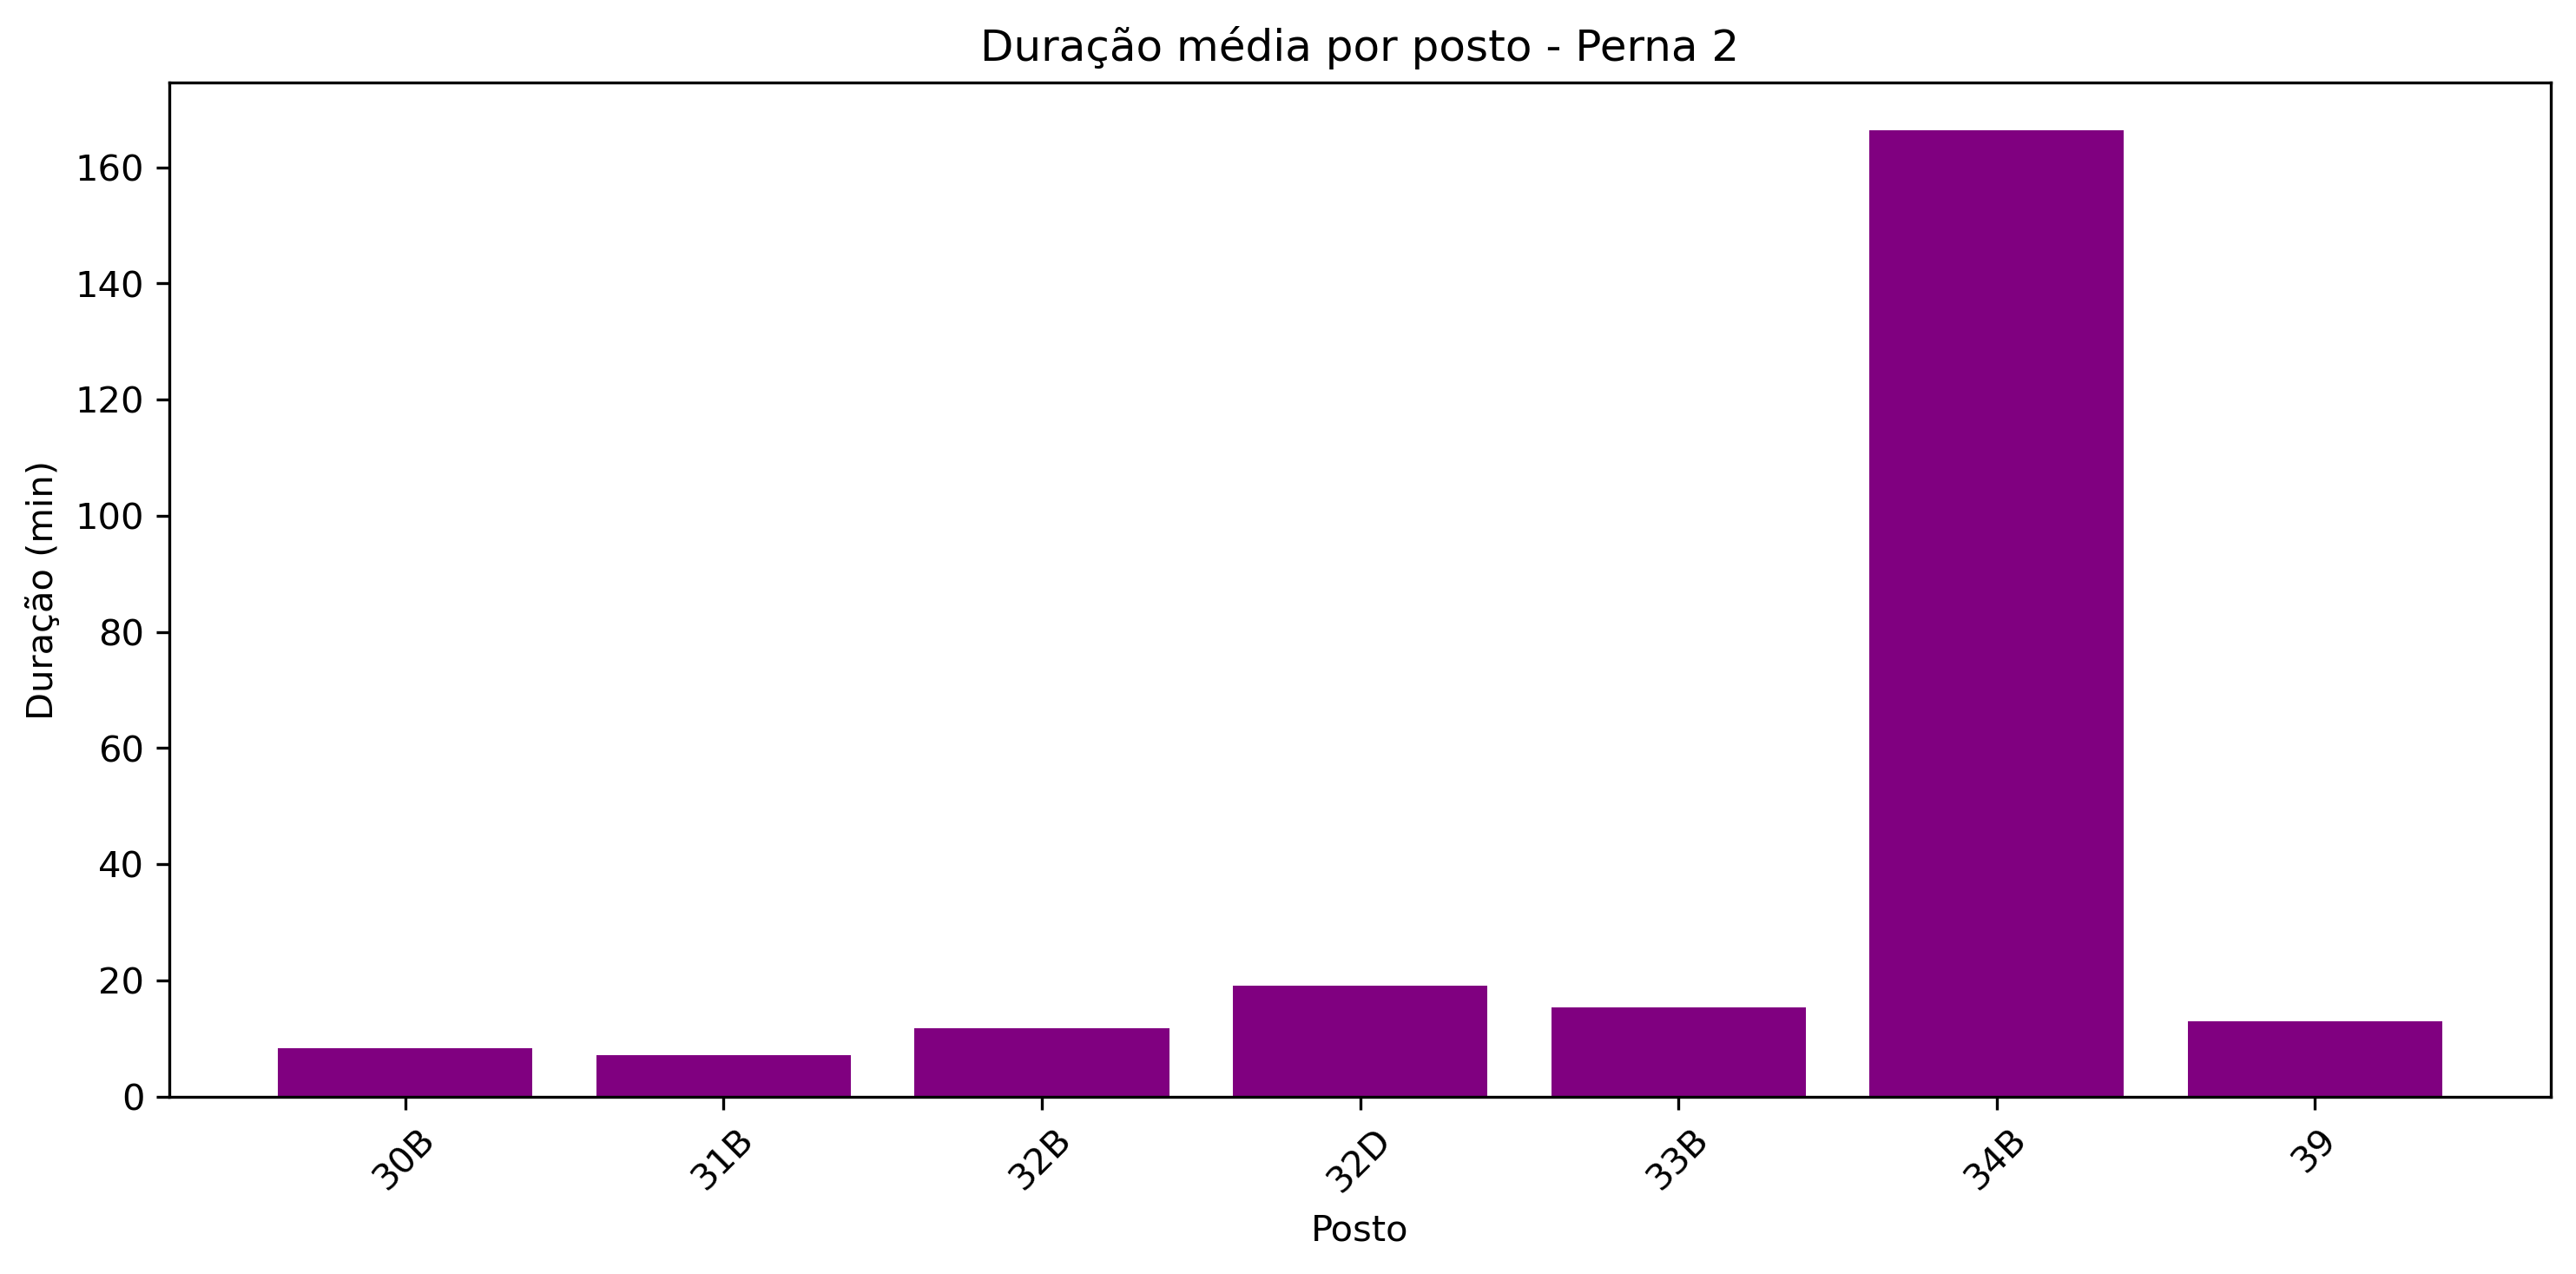 Duração média por posto - Perna 2
Duração (min)
160
140
120
100
80
60
40
20
0
30B
31B
32B
32D
33B
34B
39
Posto